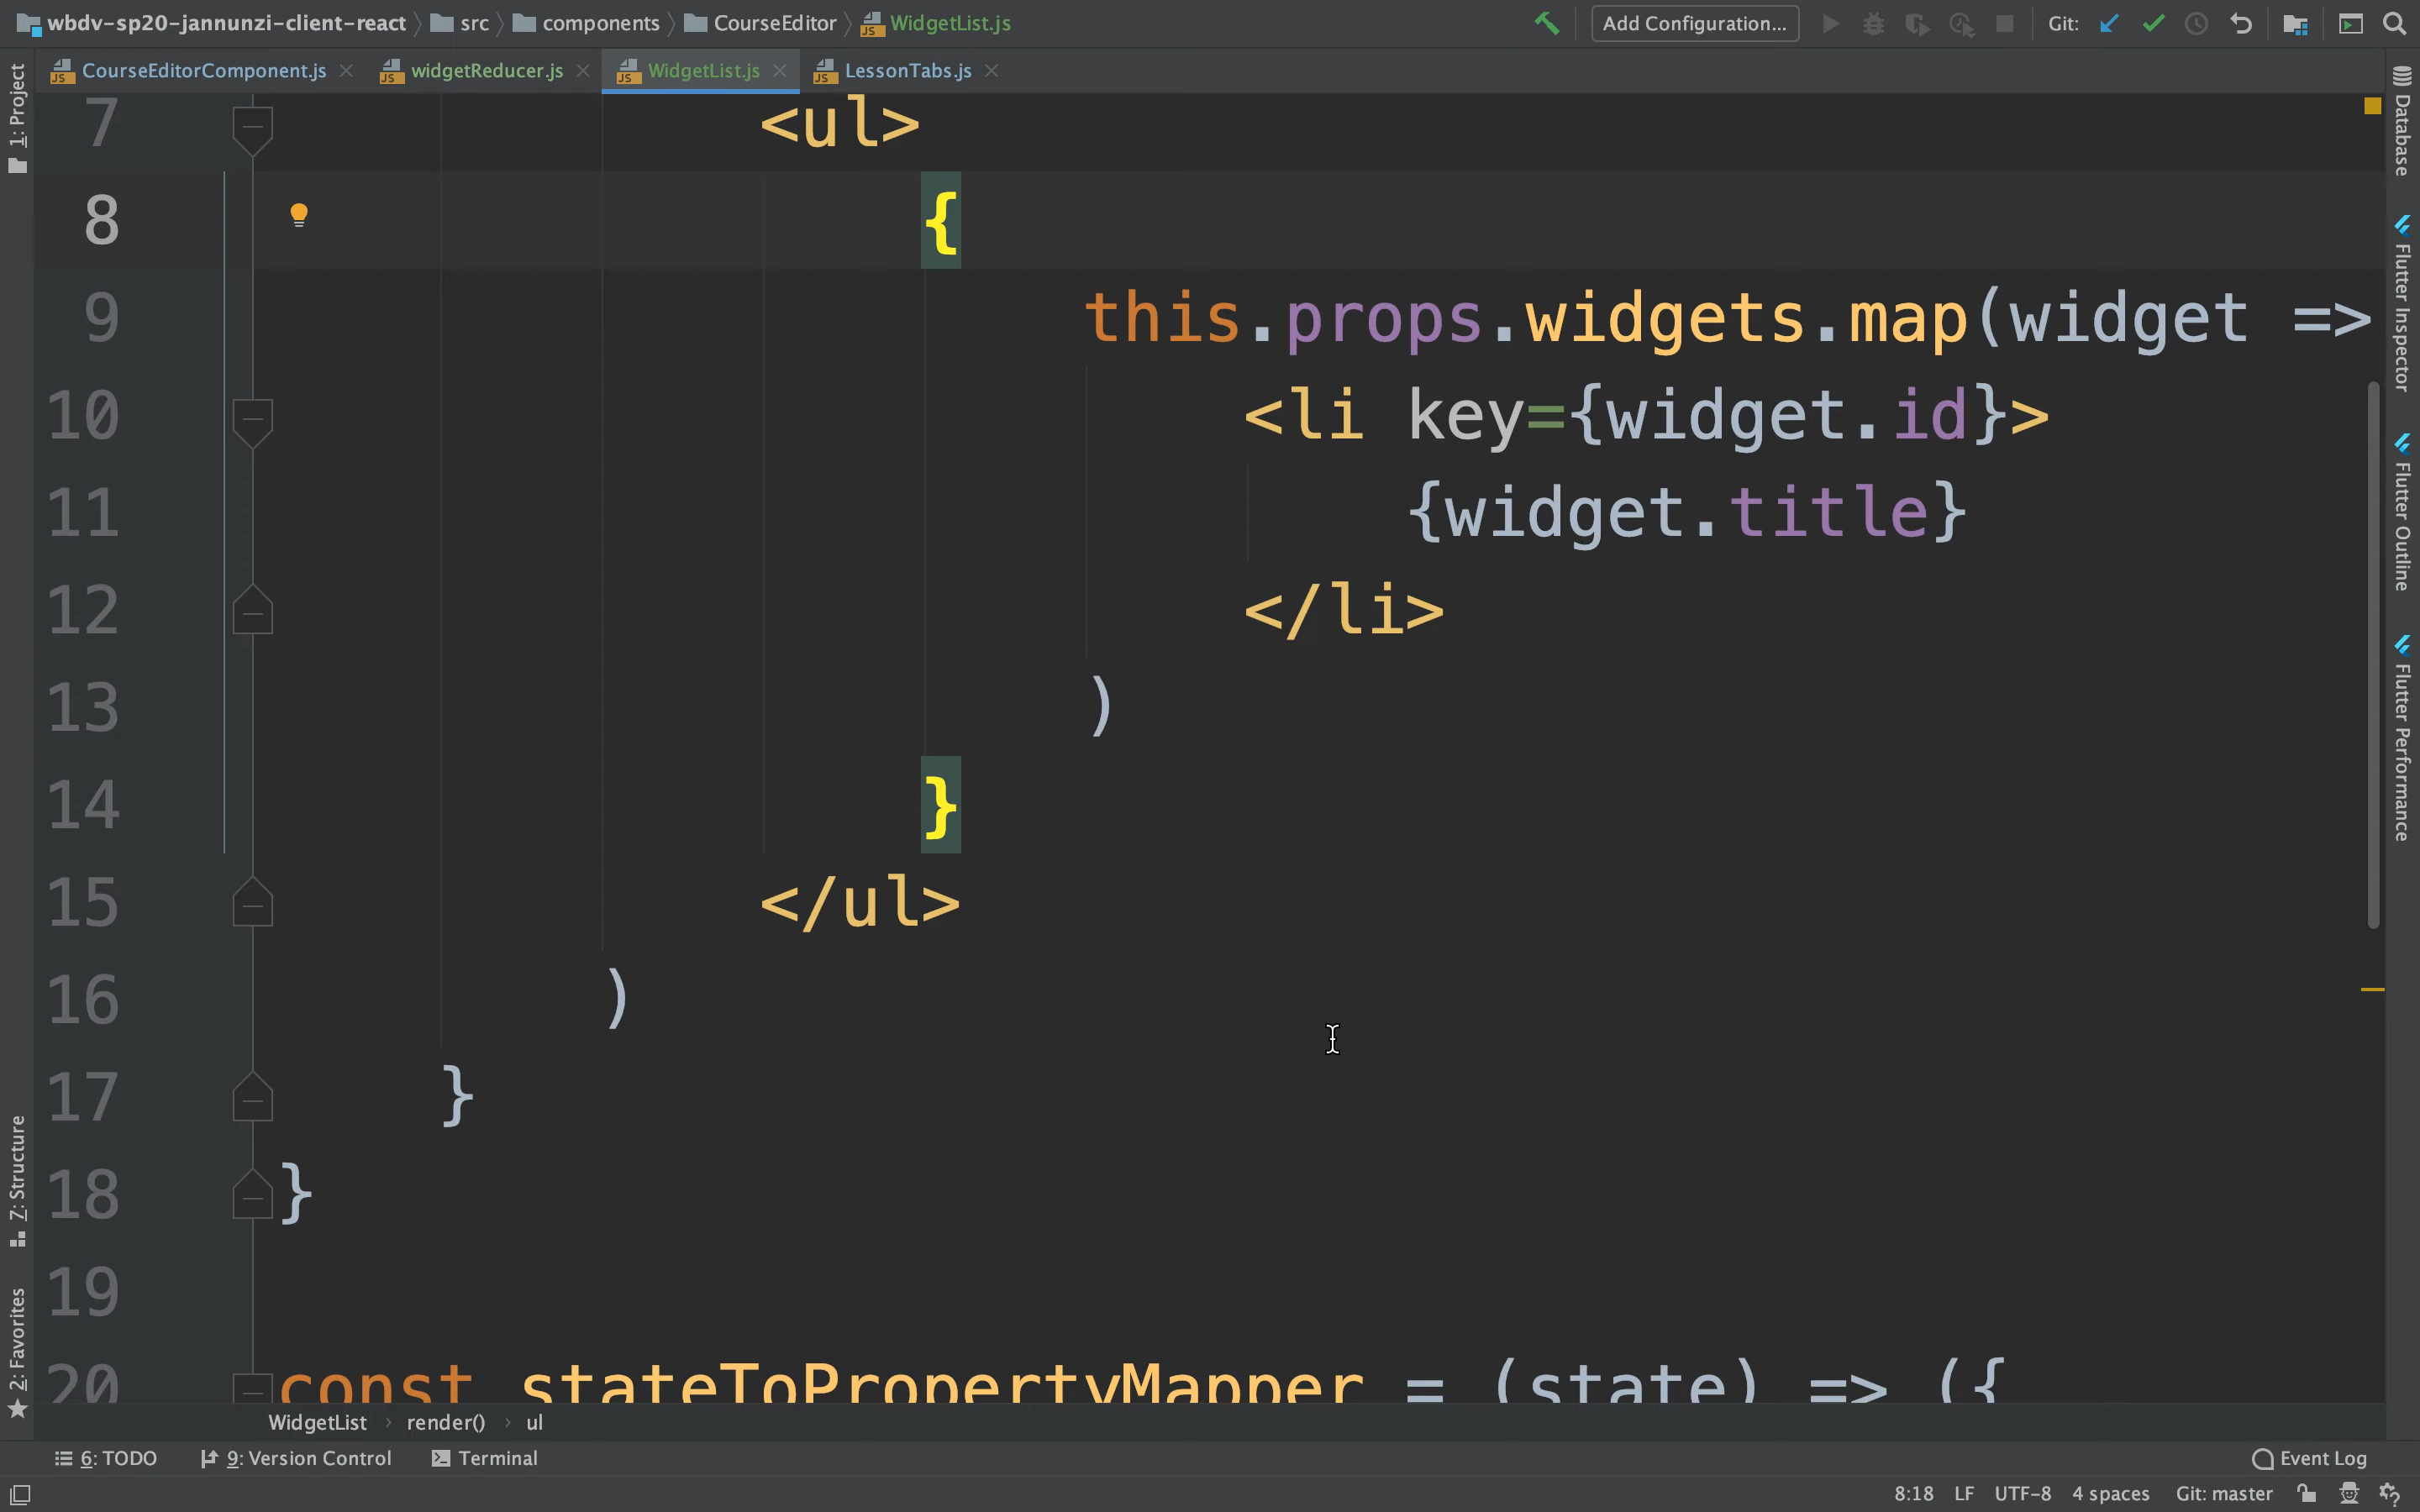 wbdv-sp20-jannunzi-client-react src components CourseEditor WidgetList.js Add Configuration... Git:
CourseEditorComponent.js widgetReducer.js WidgetList.js LessonTabs.js
1: Project
7 <ul>
8 {
9 this.props.widgets.map(widget =>
10 <li key={widget.id}>
11 {widget.title}
12 </li>
13 )
14 }
15 </ul>
16 )
17 }
18 }
19
20 const stateToPropertyMapper = (state) => ({
Database
Flutter Inspector
Flutter Outline
Flutter Performance
7: Structure
2: Favorites
WidgetList render() ul
6: TODO 9: Version Control Terminal Event Log
8:18 LF UTF-8 4 spaces Git: master